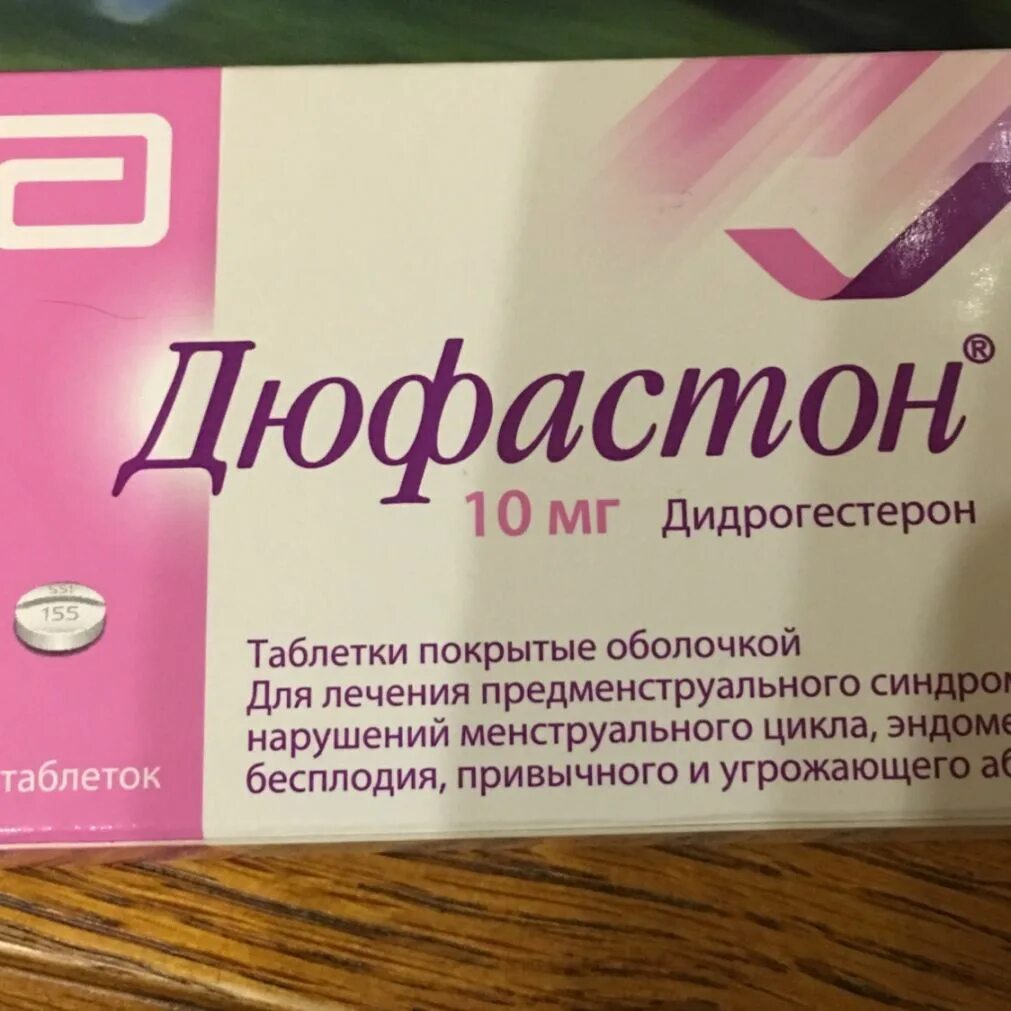 Дюфастон®
10 мг Дидрогестерон
155
Таблетки покрытые оболочкой
Для лечения предменструального
нарушений менструального цикла,
бесплодия, привычного и угрожающего
таблеток